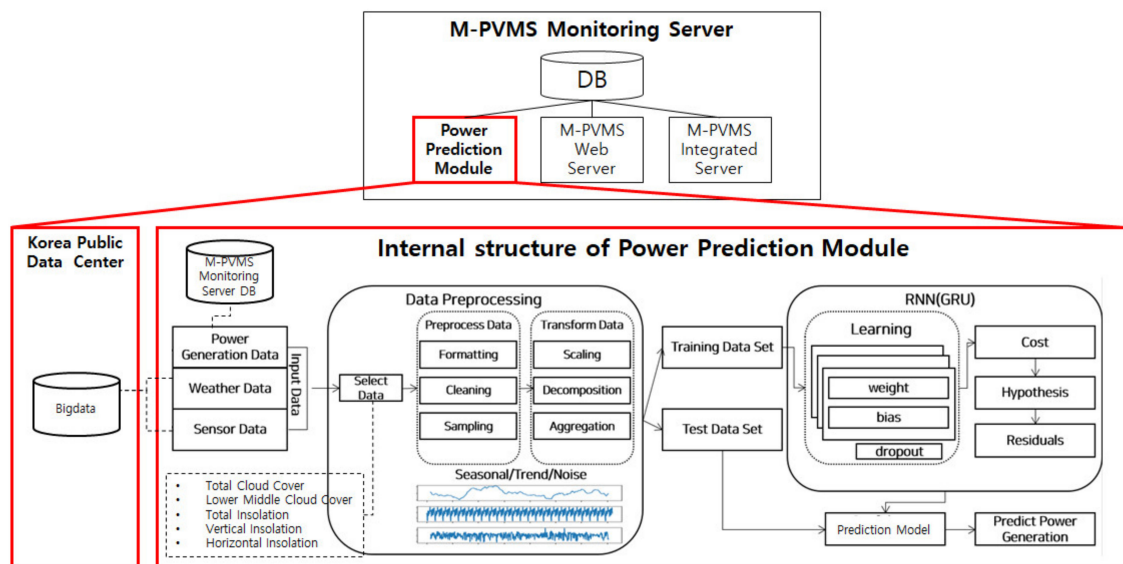 M-PVMS Monitoring Server
DB
Power
Prediction
Module
M-PVMS
Web
Server
M-PVMS
Integrated
Server
Korea Public
Data Center
Internal structure of Power Prediction Module
M-PVMS
Monitoring
Server DB
Bigdata
Power
Generation Data
Weather Data
Sensor Data
Input Data
Total Cloud Cover
Lower Middle Cloud Cover
Total Insolation
Vertical Insolation
Horizontal Insolation
Select
Data
Data Preprocessing
Preprocess Data
Formatting
Cleaning
Sampling
Transform Data
Scaling
Decomposition
Aggregation
Seasonal/Trend/Noise
Training Data Set
Test Data Set
RNN(GRU)
Learning
weight
bias
dropout
Cost
Hypothesis
Residuals
Prediction Model
Predict Power
Generation